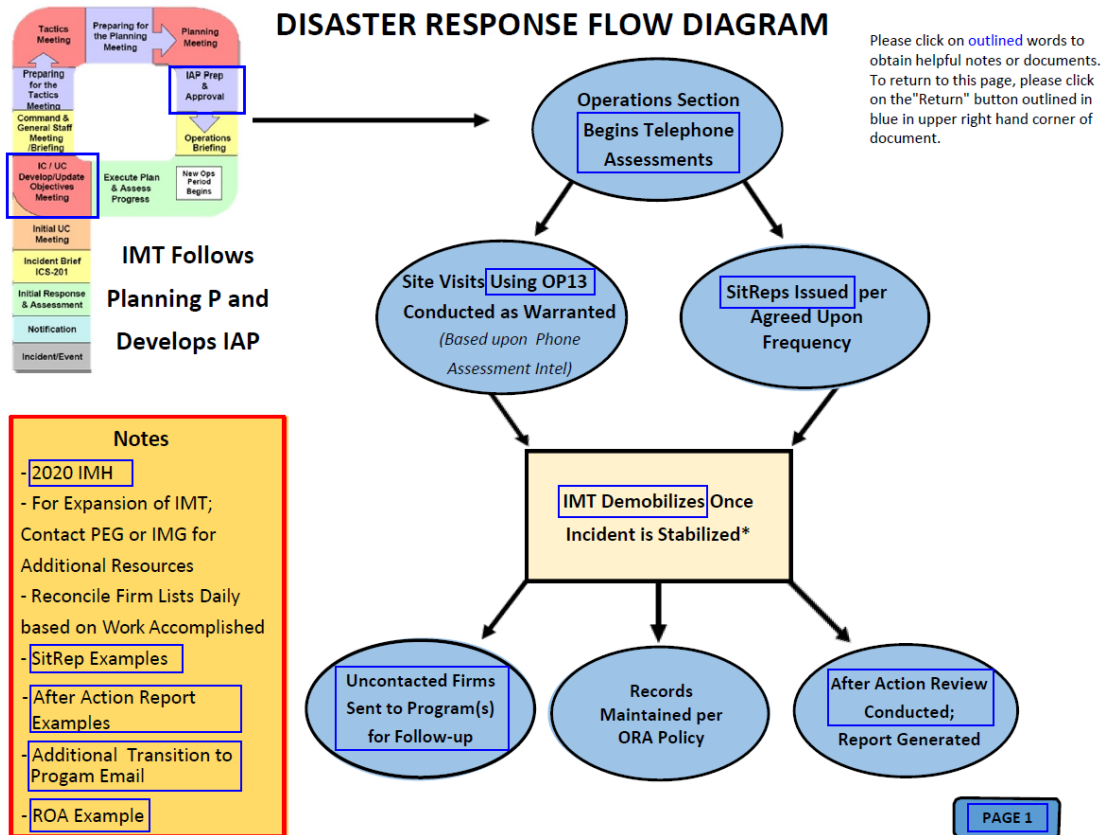 DISASTER RESPONSE FLOW DIAGRAM
Please click on outlined words to
obtain helpful notes or documents.
To return to this page, please click
on the"Return" button outlined in
blue in upper right hand corner of
document.
Tactics
Meeting
Preparing for
the Planning
Meeting
Planning
Meeting
Preparing
for the
Tactics
Meeting
IAP Prep
&
Approval
Command &
General Staff
Meeting
/Briefing
Operations
Briefing
IC / UC
Develop/Update
Objectives
Meeting
Execute Plan
& Assess
Progress
New Ops
Period
Begins
Initial UC
Meeting
Incident Brief
ICS-201
Initial Response
& Assessment
Notification
Incident/Event
IMT Follows
Planning P and
Develops IAP
Operations Section
Begins Telephone
Assessments
Site Visits Using OP13
Conducted as Warranted
(Based upon Phone
Assessment Intel)
SitReps Issued per
Agreed Upon
Frequency
IMT Demobilizes Once
Incident is Stabilized*
Uncontacted Firms
Sent to Program(s)
for Follow-up
Records
Maintained per
ORA Policy
After Action Review
Conducted;
Report Generated
Notes
- 2020 IMH
- For Expansion of IMT;
Contact PEG or IMG for
Additional Resources
- Reconcile Firm Lists Daily
based on Work Accomplished
- SitRep Examples
- After Action Report
Examples
- Additional Transition to
Progam Email
- ROA Example
PAGE 1